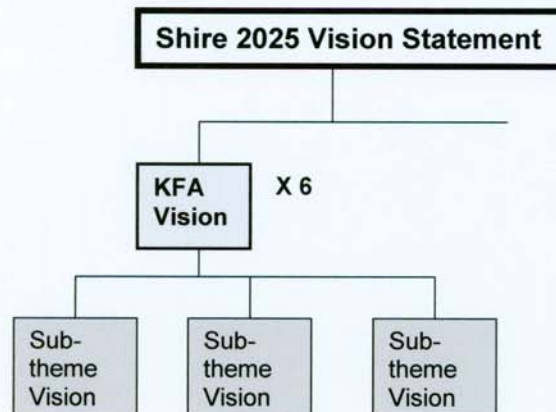 Shire 2025 Vision Statement
KFA
Vision
X 6
Sub-
theme
Vision
Sub-
theme
Vision
Sub-
theme
Vision